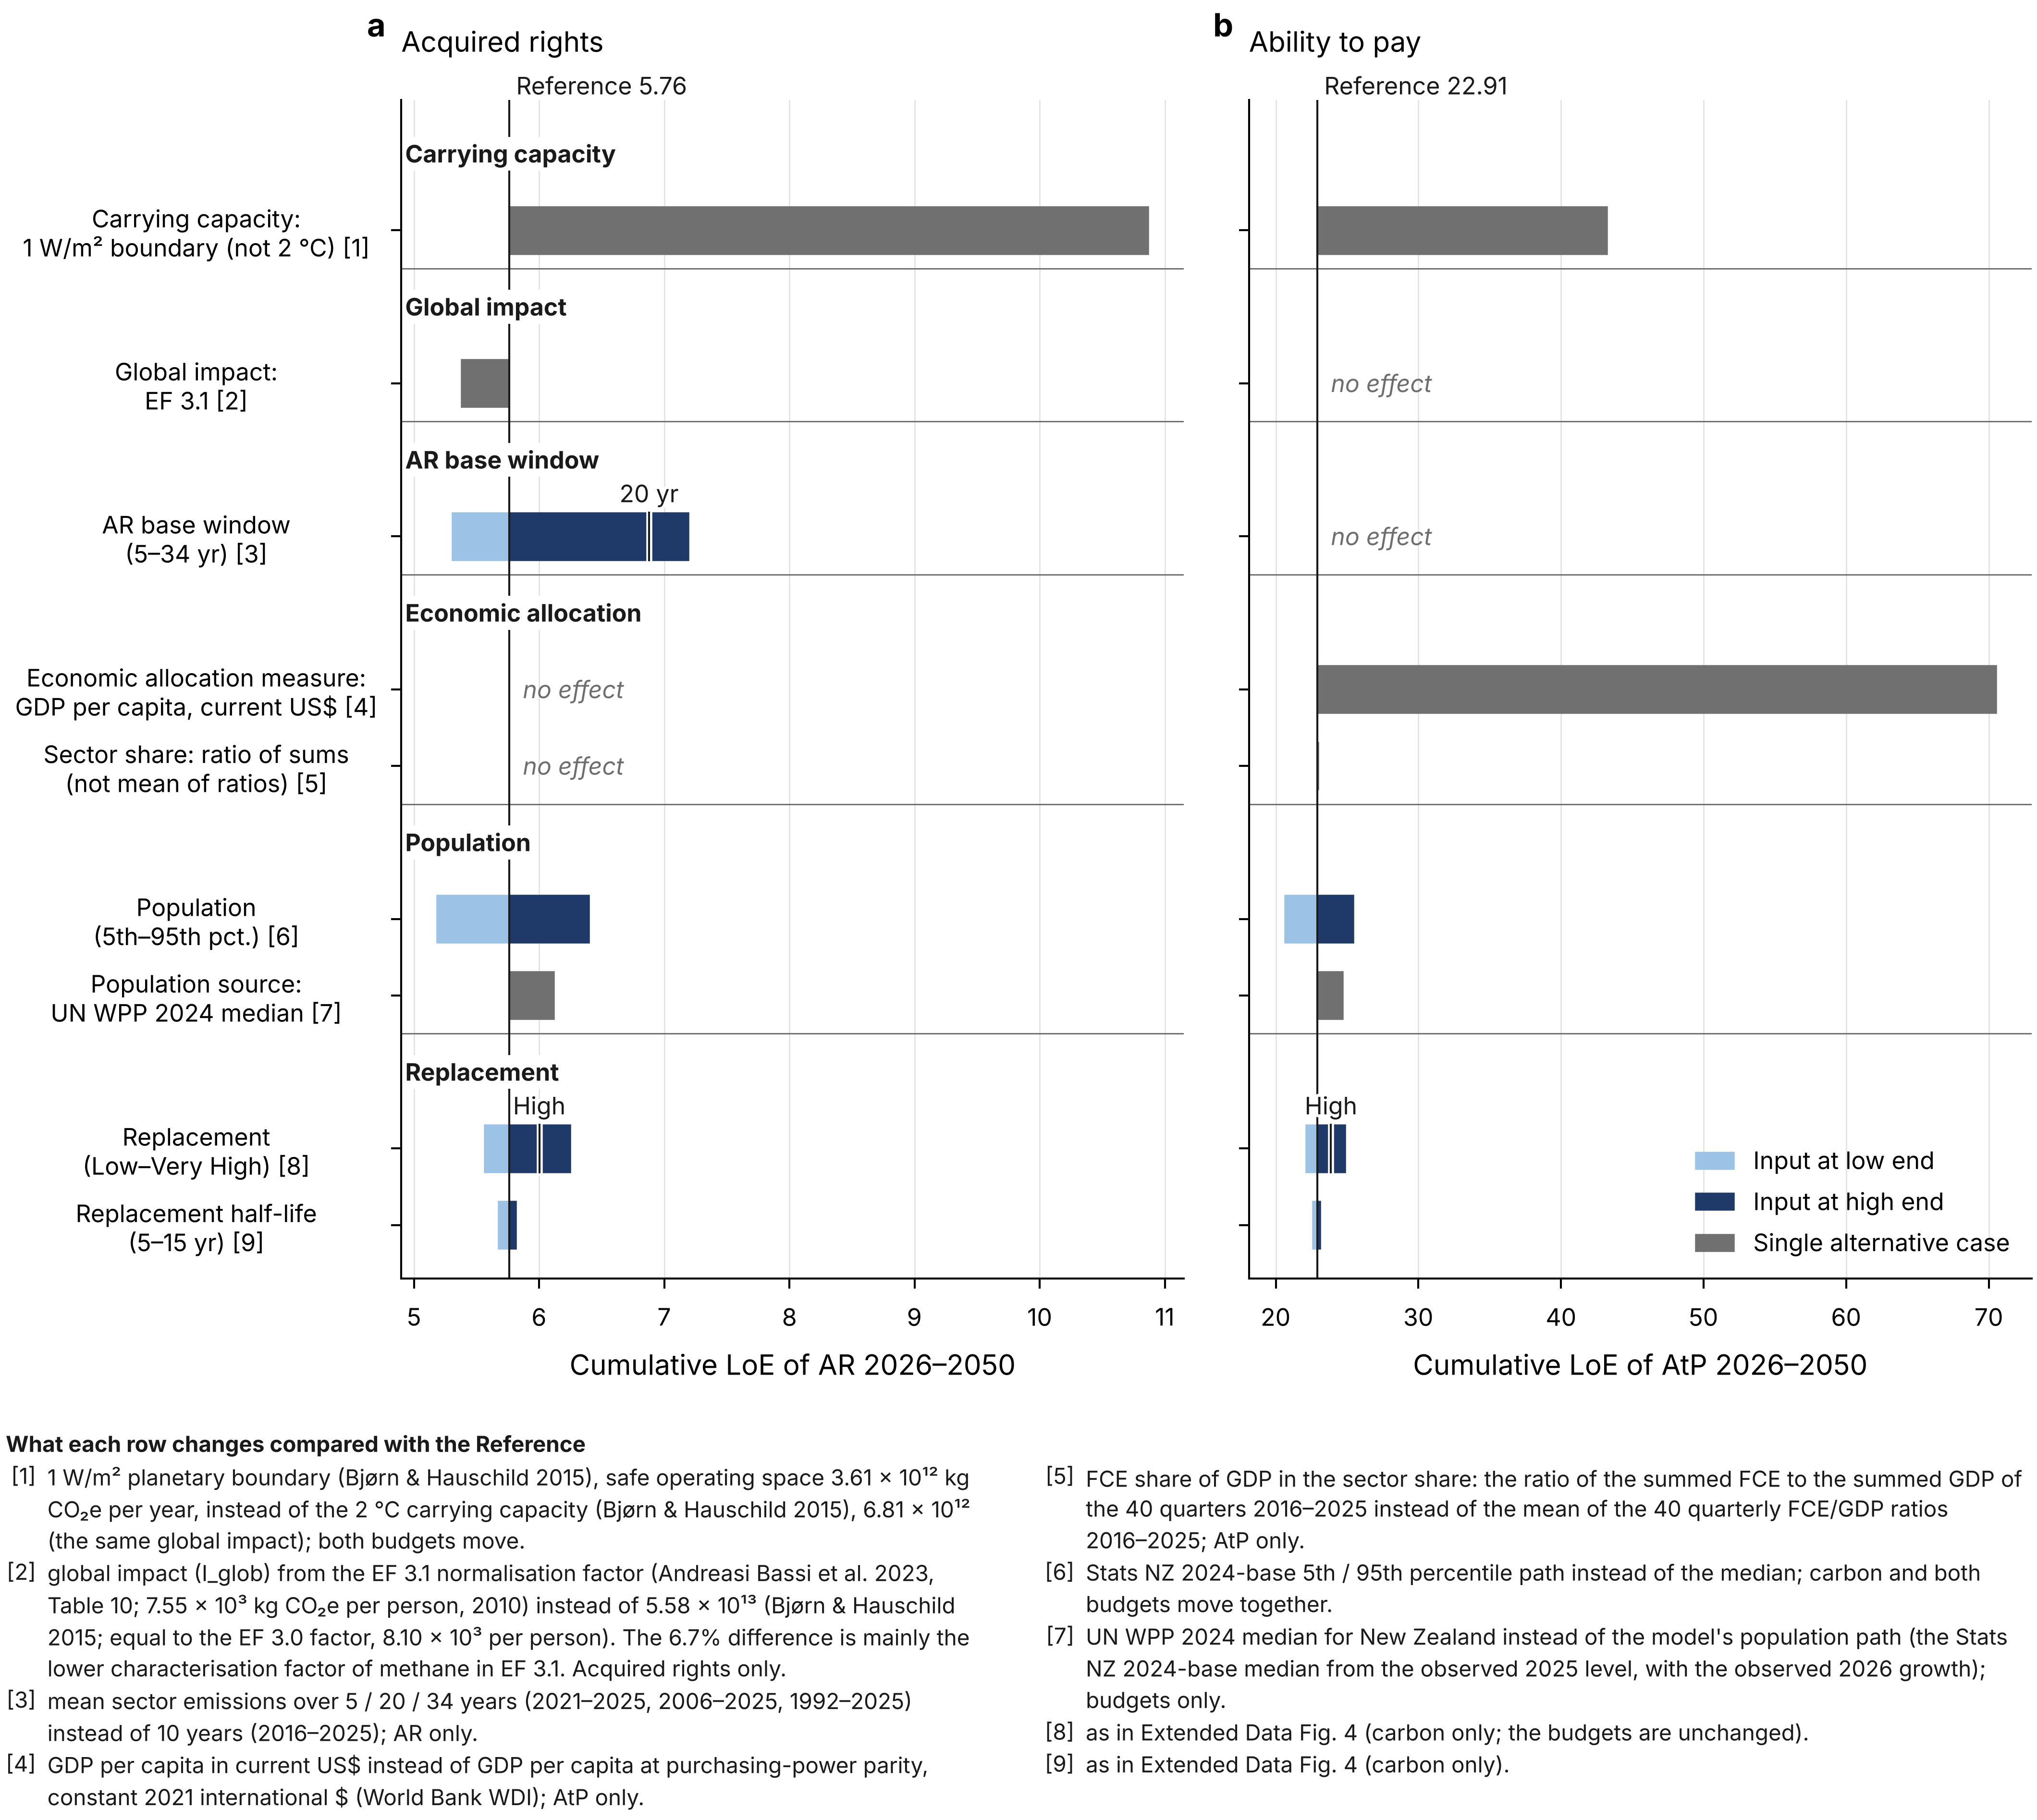 a
Acquired rights
Reference 5.76
b
Ability to pay
Reference 22.91
Carrying capacity
Carrying capacity:
1 W/m² boundary (not 2 °C) [1]
Global impact
Global impact:
EF 3.1 [2]
no effect
AR base window
20 yr
AR base window
(5–34 yr) [3]
no effect
Economic allocation
Economic allocation measure:
GDP per capita, current US$ [4]
no effect
Sector share: ratio of sums
(not mean of ratios) [5]
no effect
Population
Population
(5th–95th pct.) [6]
Population source:
UN WPP 2024 median [7]
Replacement
High
High
Replacement
(Low–Very High) [8]
Replacement half-life
(5–15 yr) [9]
Input at low end
Input at high end
Single alternative case
5 6 7 8 9 10 11
20 30 40 50 60 70
Cumulative LoE of AR 2026–2050
Cumulative LoE of AtP 2026–2050
What each row changes compared with the Reference
[1] 1 W/m² planetary boundary (Bjørn & Hauschild 2015), safe operating space 3.61 × 10¹² kg
CO₂e per year, instead of the 2 °C carrying capacity (Bjørn & Hauschild 2015), 6.81 × 10¹²
(the same global impact); both budgets move.
[2] global impact (I_glob) from the EF 3.1 normalisation factor (Andreasi Bassi et al. 2023,
Table 10; 7.55 × 10³ kg CO₂e per person, 2010) instead of 5.58 × 10¹³ (Bjørn & Hauschild
2015; equal to the EF 3.0 factor, 8.10 × 10³ per person). The 6.7% difference is mainly the
lower characterisation factor of methane in EF 3.1. Acquired rights only.
[3] mean sector emissions over 5 / 20 / 34 years (2021–2025, 2006–2025, 1992–2025)
instead of 10 years (2016–2025); AR only.
[4] GDP per capita in current US$ instead of GDP per capita at purchasing-power parity,
constant 2021 international $ (World Bank WDI); AtP only.
[5] FCE share of GDP in the sector share: the ratio of the summed FCE to the summed GDP of
the 40 quarters 2016–2025 instead of the mean of the 40 quarterly FCE/GDP ratios
2016–2025; AtP only.
[6] Stats NZ 2024-base 5th / 95th percentile path instead of the median; carbon and both
budgets move together.
[7] UN WPP 2024 median for New Zealand instead of the model's population path (the Stats
NZ 2024-base median from the observed 2025 level, with the observed 2026 growth);
budgets only.
[8] as in Extended Data Fig. 4 (carbon only; the budgets are unchanged).
[9] as in Extended Data Fig. 4 (carbon only).